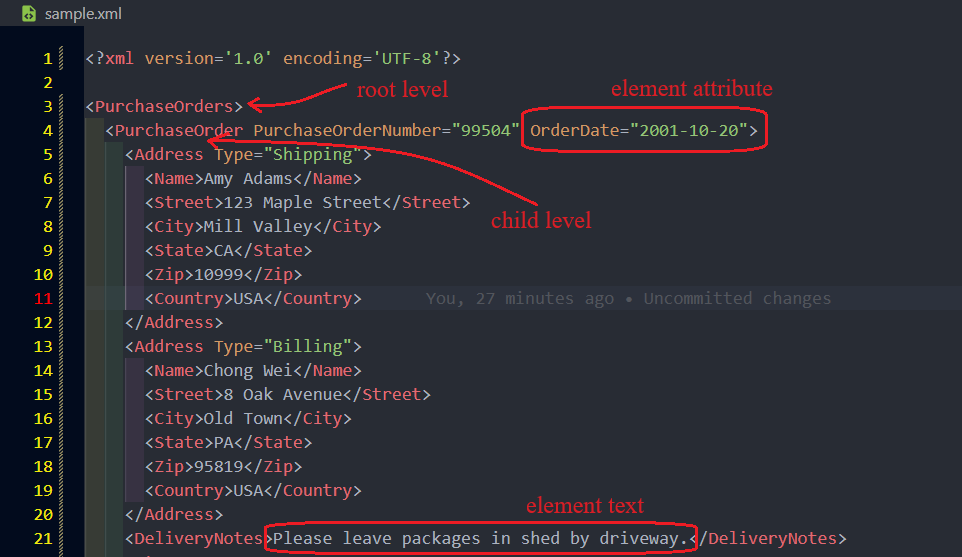 sample.xml
1 <?xml version='1.0' encoding='UTF-8'?>
2
root level
element attribute
3 <PurchaseOrders>
4 <PurchaseOrder PurchaseOrderNumber="99504" OrderDate="2001-10-20">
5 <Address Type="Shipping">
6 <Name>Amy Adams</Name>
7 <Street>123 Maple Street</Street>
child level
8 <City>Mill Valley</City>
9 <State>CA</State>
10 <Zip>10999</Zip>
11 <Country>USA</Country> You, 27 minutes ago • Uncommitted changes
12 </Address>
13 <Address Type="Billing">
14 <Name>Chong Wei</Name>
15 <Street>8 Oak Avenue</Street>
16 <City>Old Town</City>
17 <State>PA</State>
18 <Zip>95819</Zip>
19 <Country>USA</Country>
element text
20 </Address>
21 <DeliveryNotes>Please leave packages in shed by driveway.</DeliveryNotes>